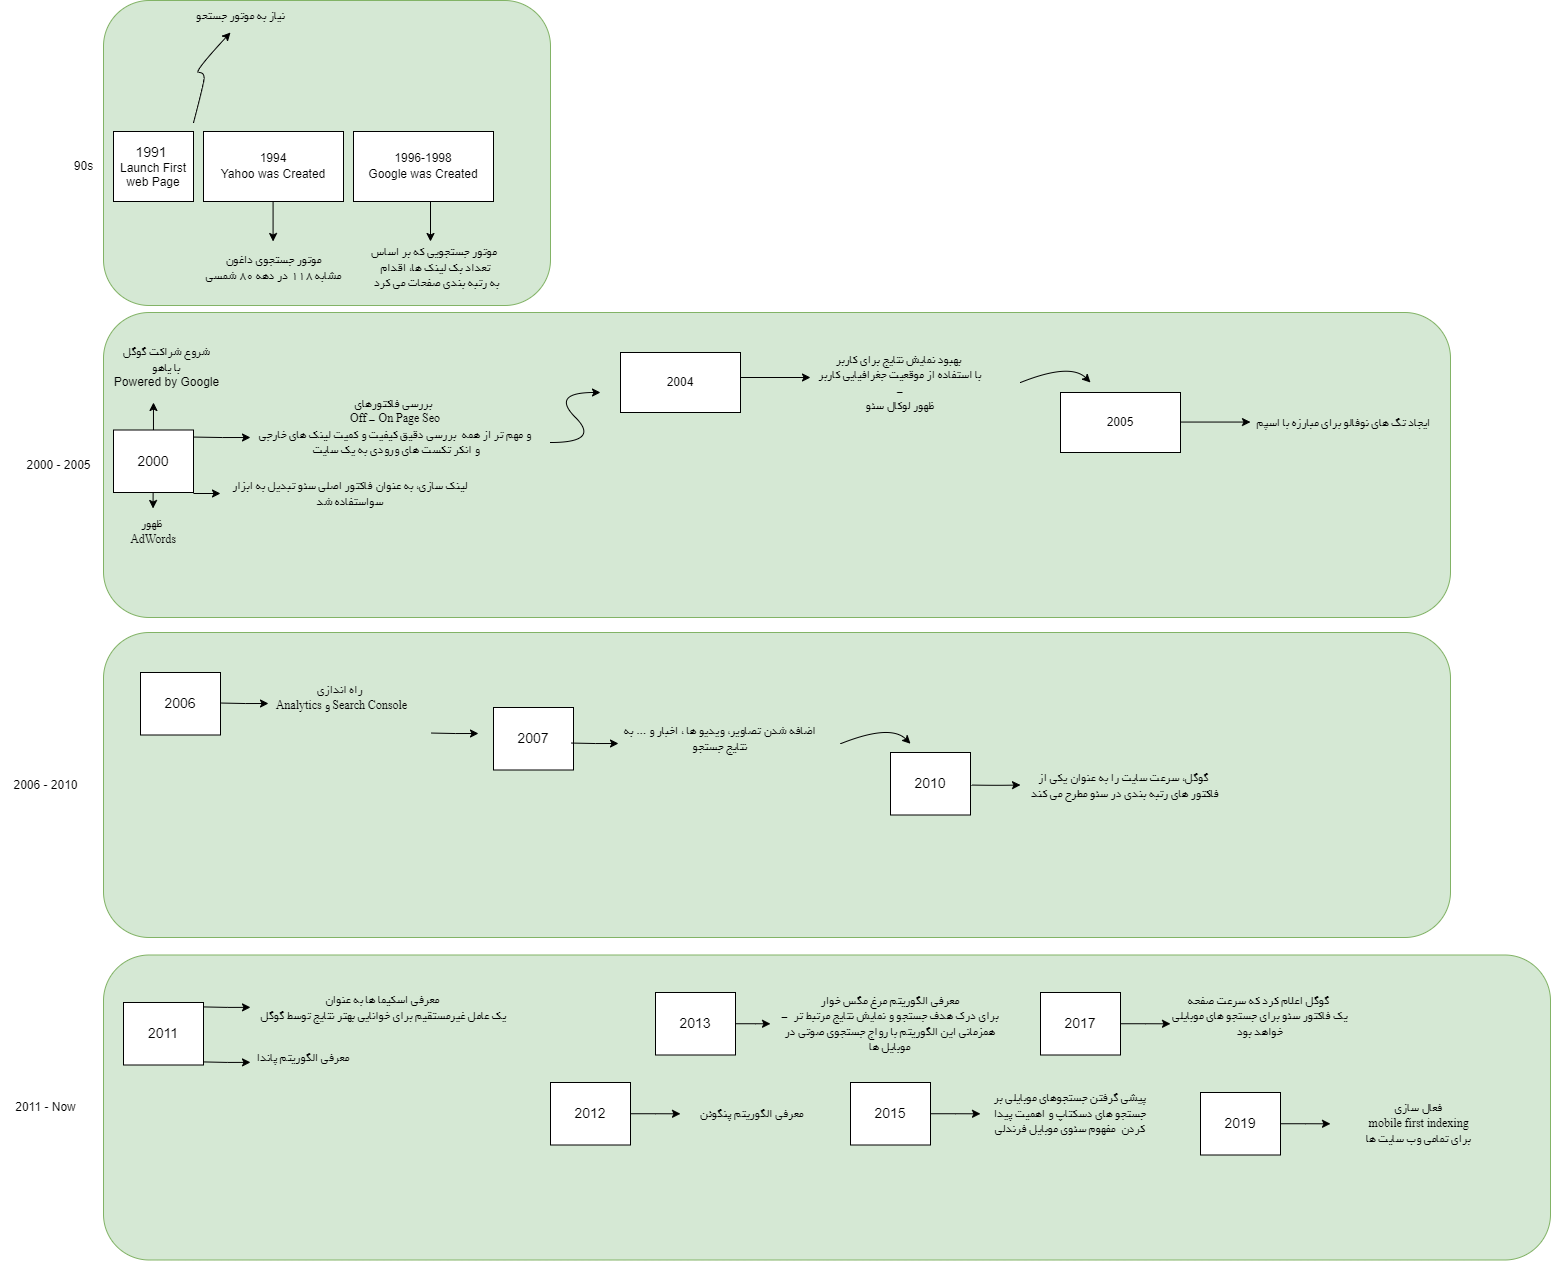 نیاز به موتور جستحو
90s
1991
Launch First
web Page
1994
Yahoo was Created
1996-1998
Google was Created
موتور جستجوی داغون
مشابه ۱۱۸ در دهه ۸۰ شمسی
موتور جستجویی که بر اساس
تعداد بک لینک ها، اقدام
به رتبه بندی صفحات می کرد
2000 - 2005
شروع شراکت گوگل
با یاهو
Powered by Google
2000
ظهور
AdWords
بررسی فاکتورهای
Off – On Page Seo
و مهم تر از همه بررسی دقیق کیفیت و کمیت لینک های خارجی
و انکر تکست های ورودی به یک سایت
لینک سازی، به عنوان فاکتور اصلی سئو تبدیل به ابزار
سواستفاده شد
2004
بهبود نمایش نتایج برای کاربر
با استفاده از موقعیت جغرافیایی کاربر
–
ظهور لوکال سئو
2005
ایجاد تگ های نوفالو برای مبارزه با اسپم
2006 - 2010
2006
راه اندازی
Analytics و Search Console
2007
اضافه شدن تصاویر، ویدیو ها ، اخبار و ... به
نتایج جستجو
2010
گوگل، سرعت سایت را به عنوان یکی از
فاکتور های رتبه بندی در سئو مطرح می کند
2011 - Now
2011
معرفی اسکیما ها به عنوان
یک عامل غیرمستقیم برای خوانایی بهتر نتایج توسط گوگل
معرفی الگوریتم پاندا
2012
معرفی الگوریتم پنگوئن
2013
معرفی الگوریتم مرغ مگس خوار
برای درک هدف جستجو و نمایش نتایج مرتبط تر –
همزمانی این الگوریتم با رواج جستجوی صوتی در
موبایل ها
2015
پیشی گرفتن جستجوهای موبایلی بر
جستجو های دسکتاپ و اهمیت پیدا
کردن مفهوم سئوی موبایل فرندلی
2017
گوگل اعلام کرد که سرعت صفحه
یک فاکتور سئو برای جستجو های موبایلی
خواهد بود
2019
فعال سازی
mobile first indexing
برای تمامی وب سایت ها